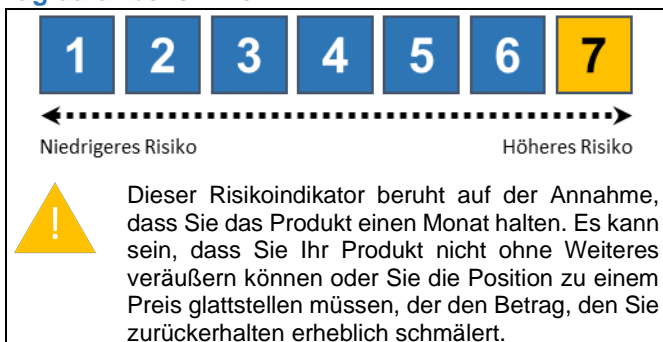 1 2 3 4 5 6 7
Niedrigeres Risiko Höheres Risiko
!
Dieser Risikoindikator beruht auf der Annahme,
dass Sie das Produkt einen Monat halten. Es kann
sein, dass Sie Ihr Produkt nicht ohne Weiteres
veräußern können oder Sie die Position zu einem
Preis glattstellen müssen, der den Betrag, den Sie
zurückerhalten erheblich schmälert.